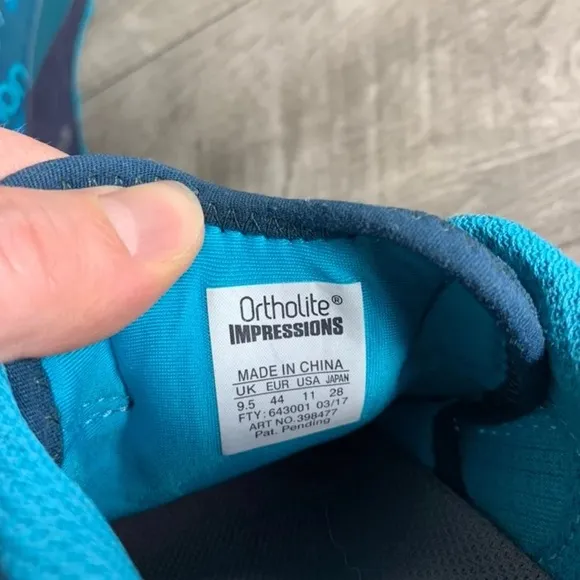 Ortholite®
IMPRESSIONS
MADE IN CHINA
UK EUR USA JAPAN
9.5 44 11 28
FTY: 643001 03/17
ART NO. 398477
Pat. Pending